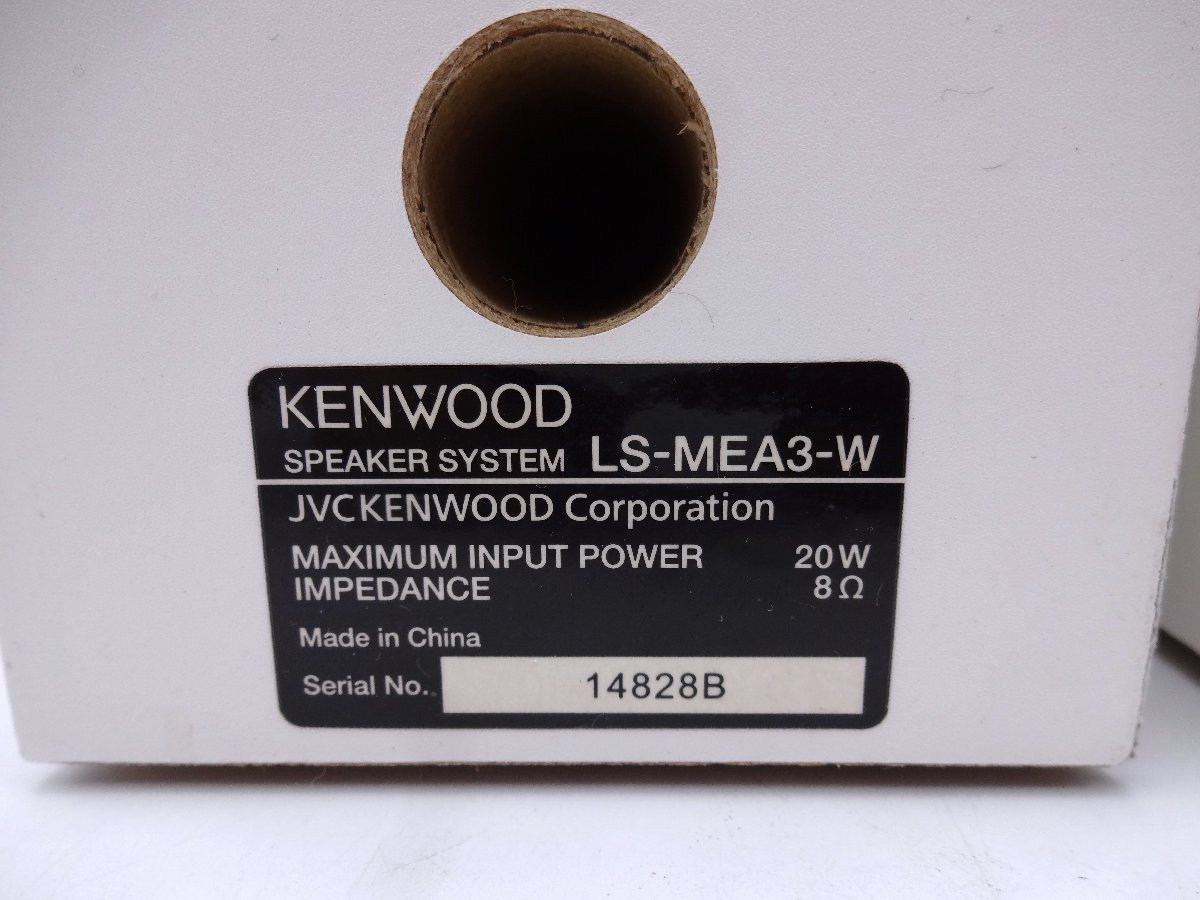 KENWOOD
SPEAKER SYSTEM LS-MEA3-W
JVCKENWOOD Corporation
MAXIMUM INPUT POWER 20W
IMPEDANCE 8Ω
Made in China
Serial No.. 14828B